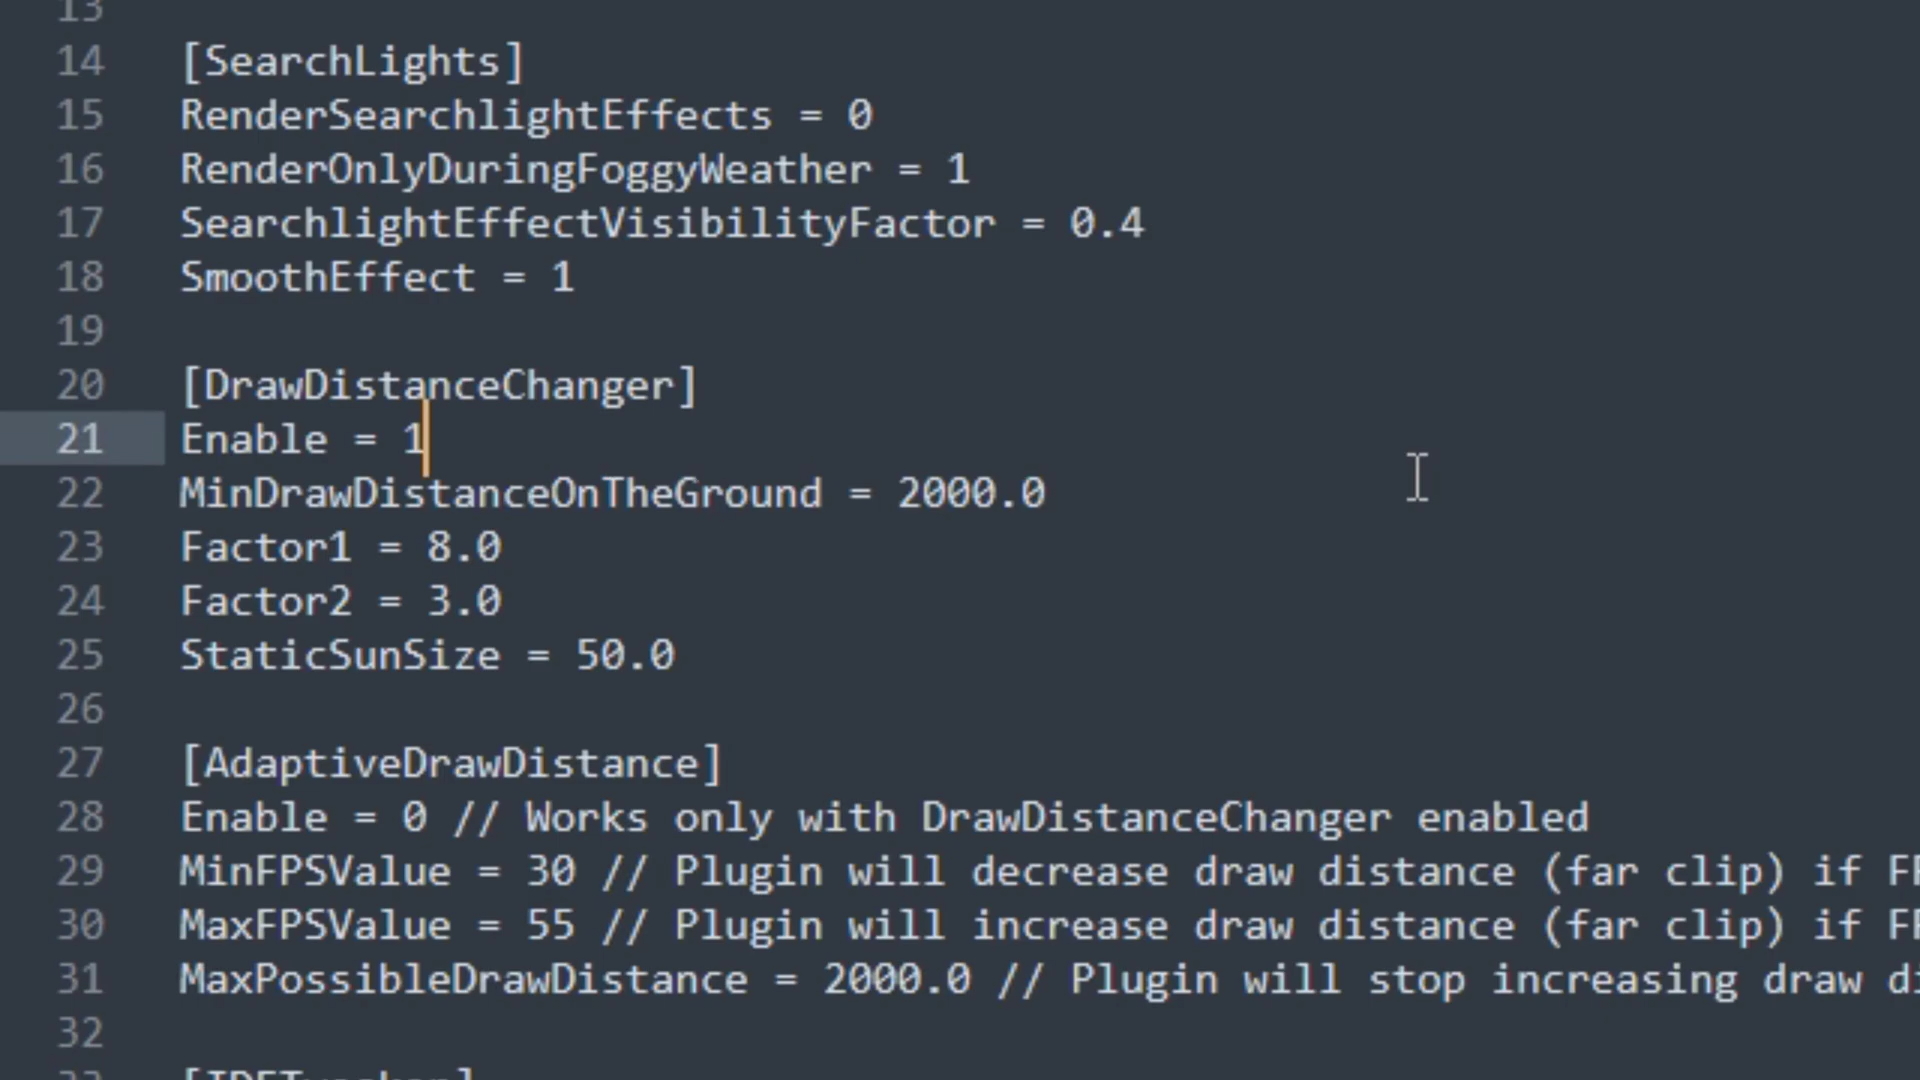 13
14 [SearchLights]
15 RenderSearchlightEffects = 0
16 RenderOnlyDuringFoggyWeather = 1
17 SearchlightEffectVisibilityFactor = 0.4
18 SmoothEffect = 1
19
20 [DrawDistanceChanger]
21 Enable = 1
22 MinDrawDistanceOnTheGround = 2000.0
23 Factor1 = 8.0
24 Factor2 = 3.0
25 StaticSunSize = 50.0
26
27 [AdaptiveDrawDistance]
28 Enable = 0 // Works only with DrawDistanceChanger enabled
29 MinFPSValue = 30 // Plugin will decrease draw distance (far clip) if
30 MaxFPSValue = 55 // Plugin will increase draw distance (far clip) if
31 MaxPossibleDrawDistance = 2000.0 // Plugin will stop increasing draw
32